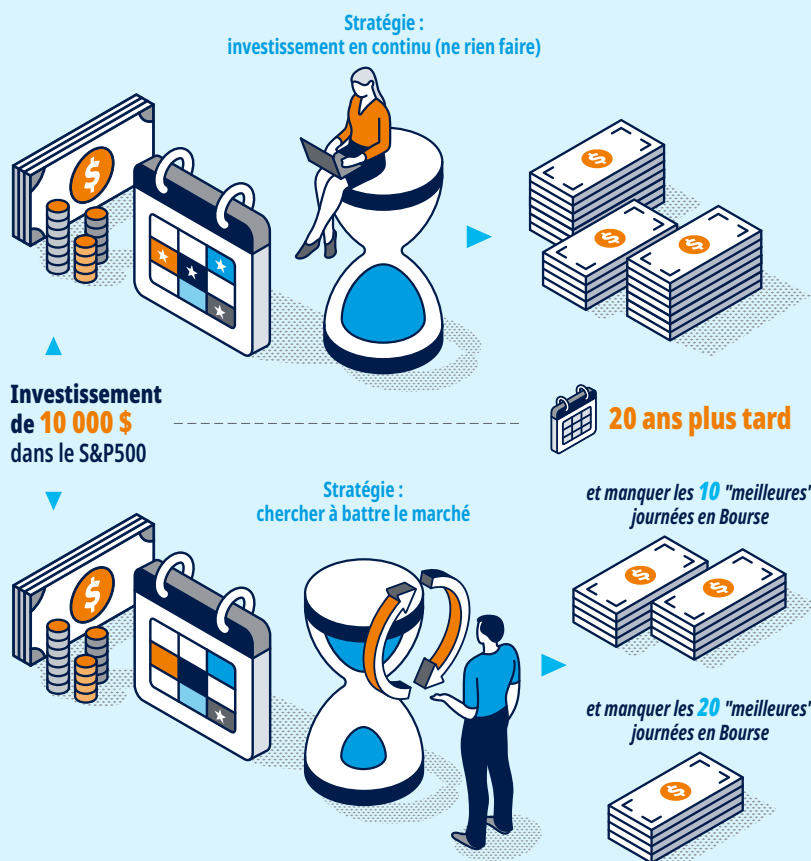 Stratégie :
investissement en continu (ne rien faire)
Investissement
de 10 000 $
dans le S&P500
20 ans plus tard
Stratégie :
chercher à battre le marché
et manquer les 10 "meilleures"
journées en Bourse
et manquer les 20 "meilleures"
journées en Bourse